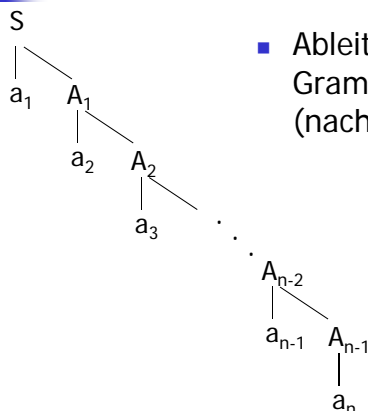 S
▪ Ableit
a₁ A₁ Gram
(nach
a₂ A₂
a₃
Aₙ₋₂
aₙ₋₁ Aₙ₋₁
aₙ